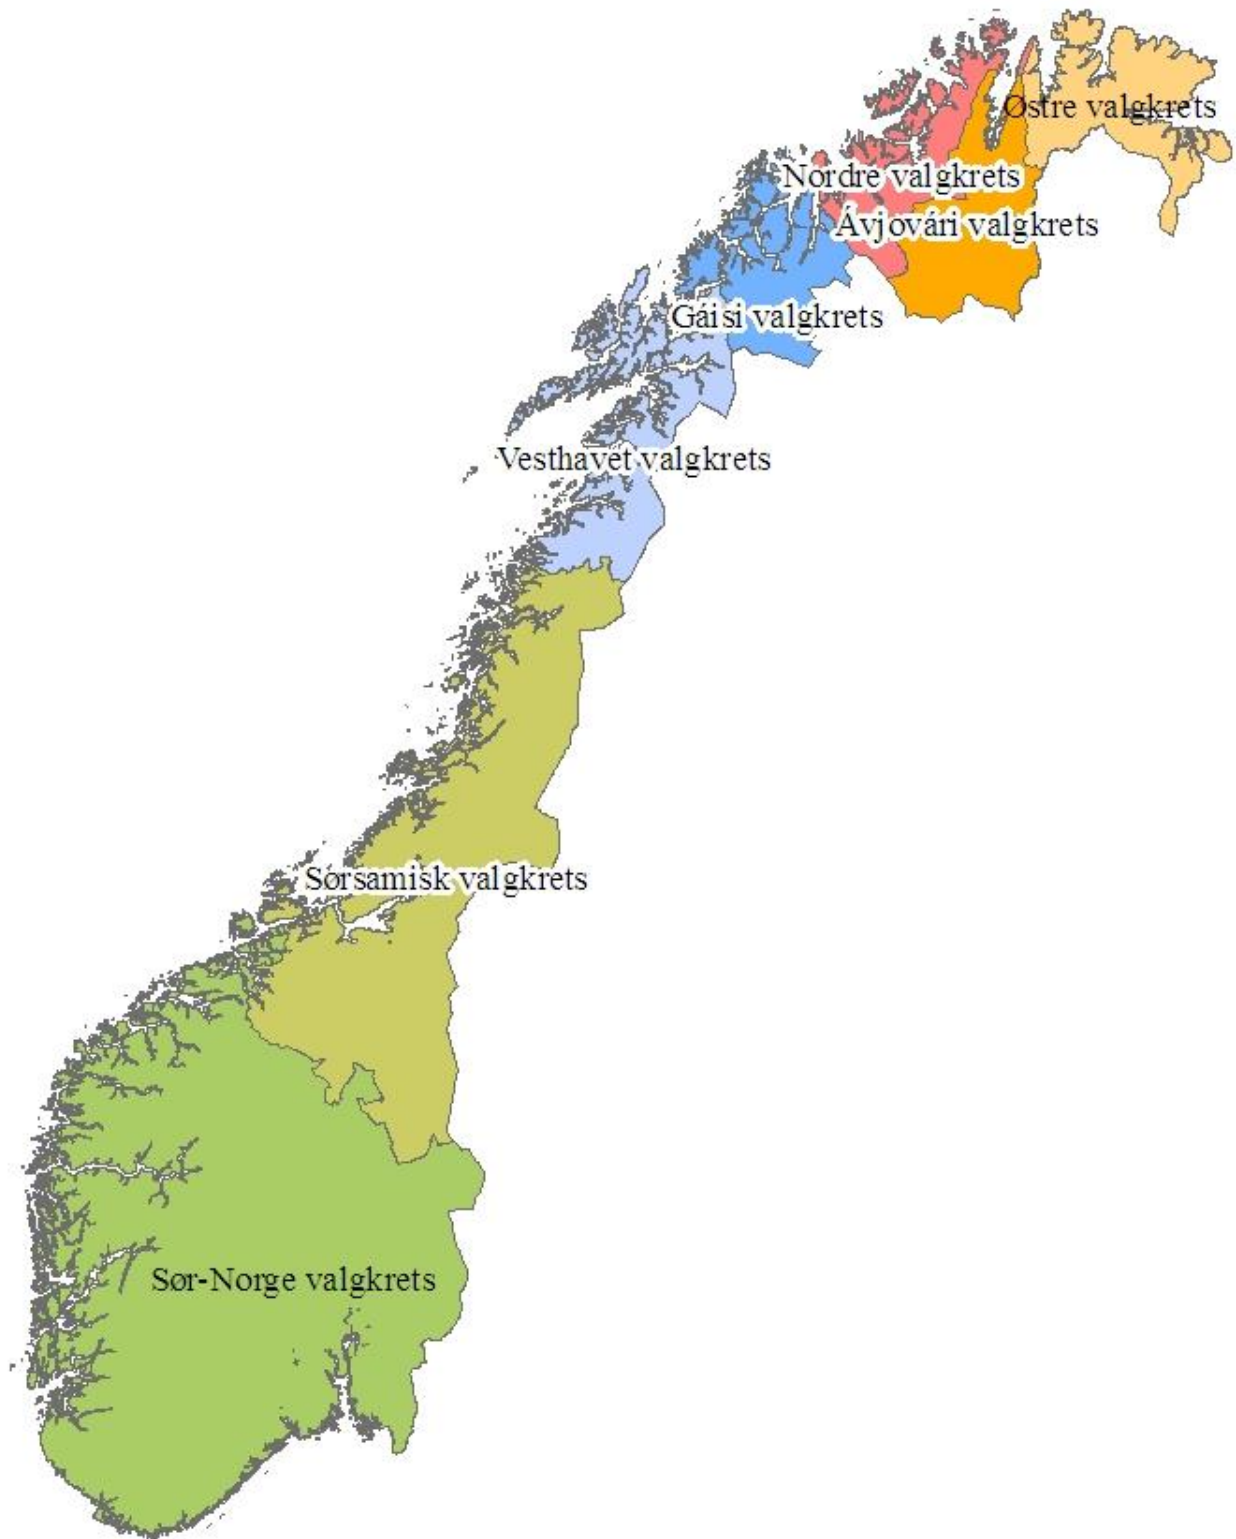 Østre valgkrets
Nordre valgkrets
Ávjovári valgkrets
Gáisi valgkrets
Vesthavet valgkrets
Sørsamisk valgkrets
Sør-Norge valgkrets